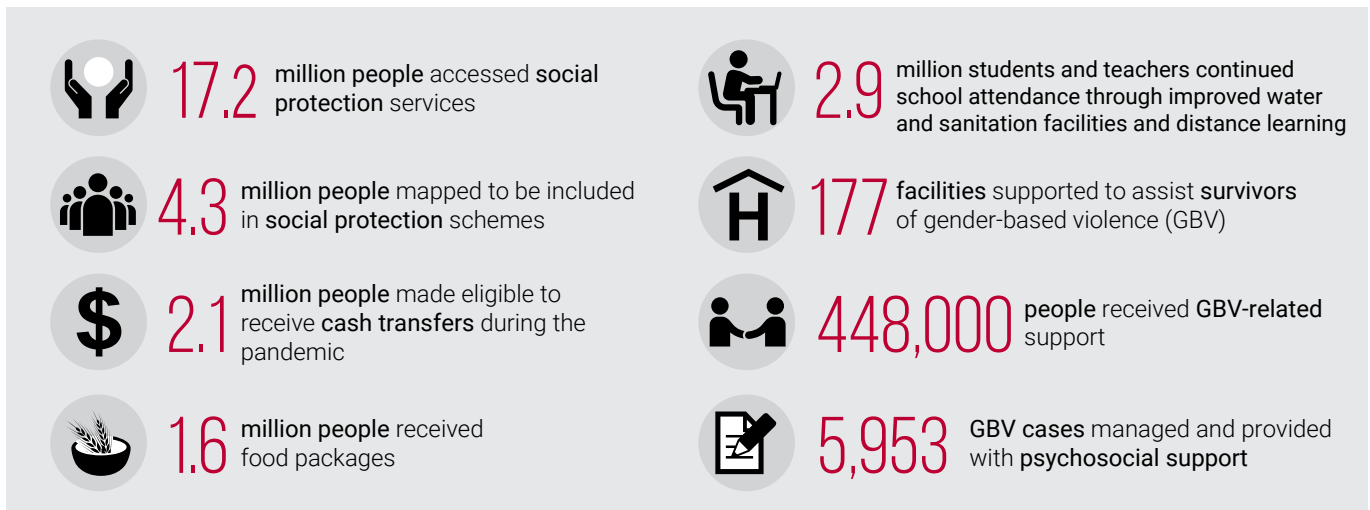 17.2 million people accessed social
protection services
4.3 million people mapped to be included
in social protection schemes
$ 2.1 million people made eligible to
receive cash transfers during the
pandemic
1.6 million people received
food packages
2.9 million students and teachers continued
school attendance through improved water
and sanitation facilities and distance learning
H 177 facilities supported to assist survivors
of gender-based violence (GBV)
448,000 people received GBV-related
support
5,953 GBV cases managed and provided
with psychosocial support